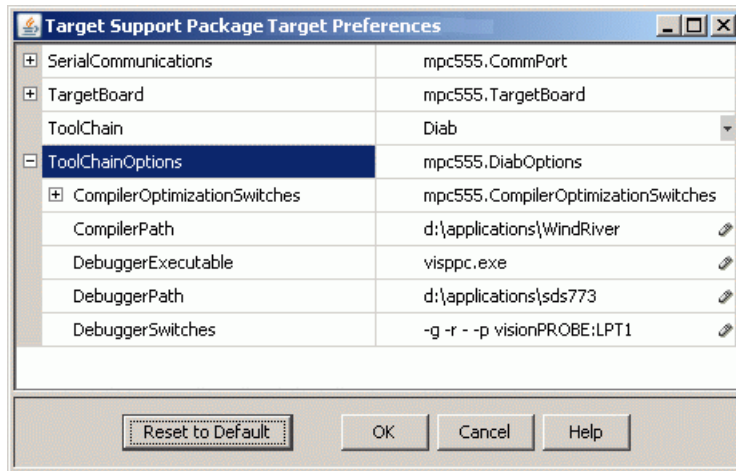 Target Support Package Target Preferences
SerialCommunications mpc555.CommPort
TargetBoard mpc555.TargetBoard
ToolChain Diab
ToolChainOptions mpc555.DiabOptions
CompilerOptimizationSwitches mpc555.CompilerOptimizationSwitches
CompilerPath d:\applications\WindRiver
DebuggerExecutable visppc.exe
DebuggerPath d:\applications\sds773
DebuggerSwitches -g -r - -p visionPROBE:LPT1
Reset to Default OK Cancel Help